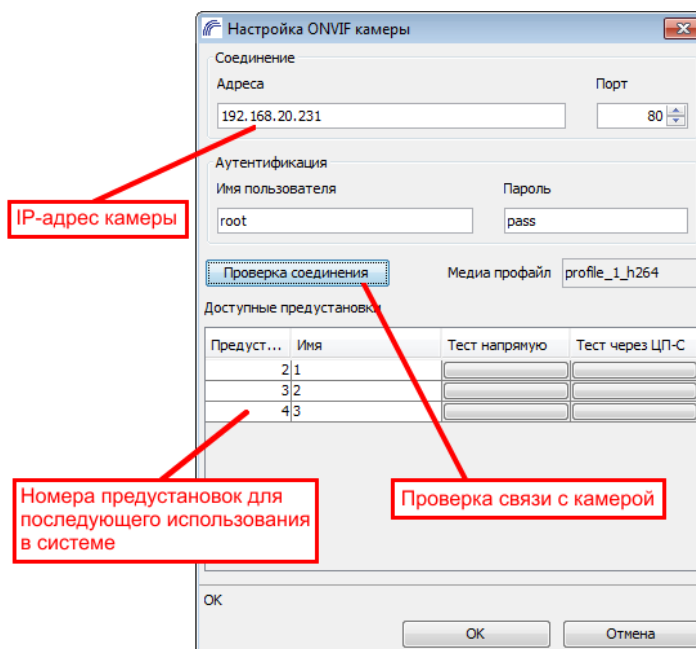 Настройка ONVIF камеры
Соединение
Адреса Порт
192.168.20.231 80
Аутентификация
IP-адрес камеры
Имя пользователя Пароль
root pass
Проверка соединения Медиа профайл profile_1_h264
Доступные предустановки
Предуст... Имя Тест напрямую Тест через ЦП-С
2 1
3 2
4 3
Номера предустановок для
последующего использования
в системе
Проверка связи с камерой
OK
OK Отмена